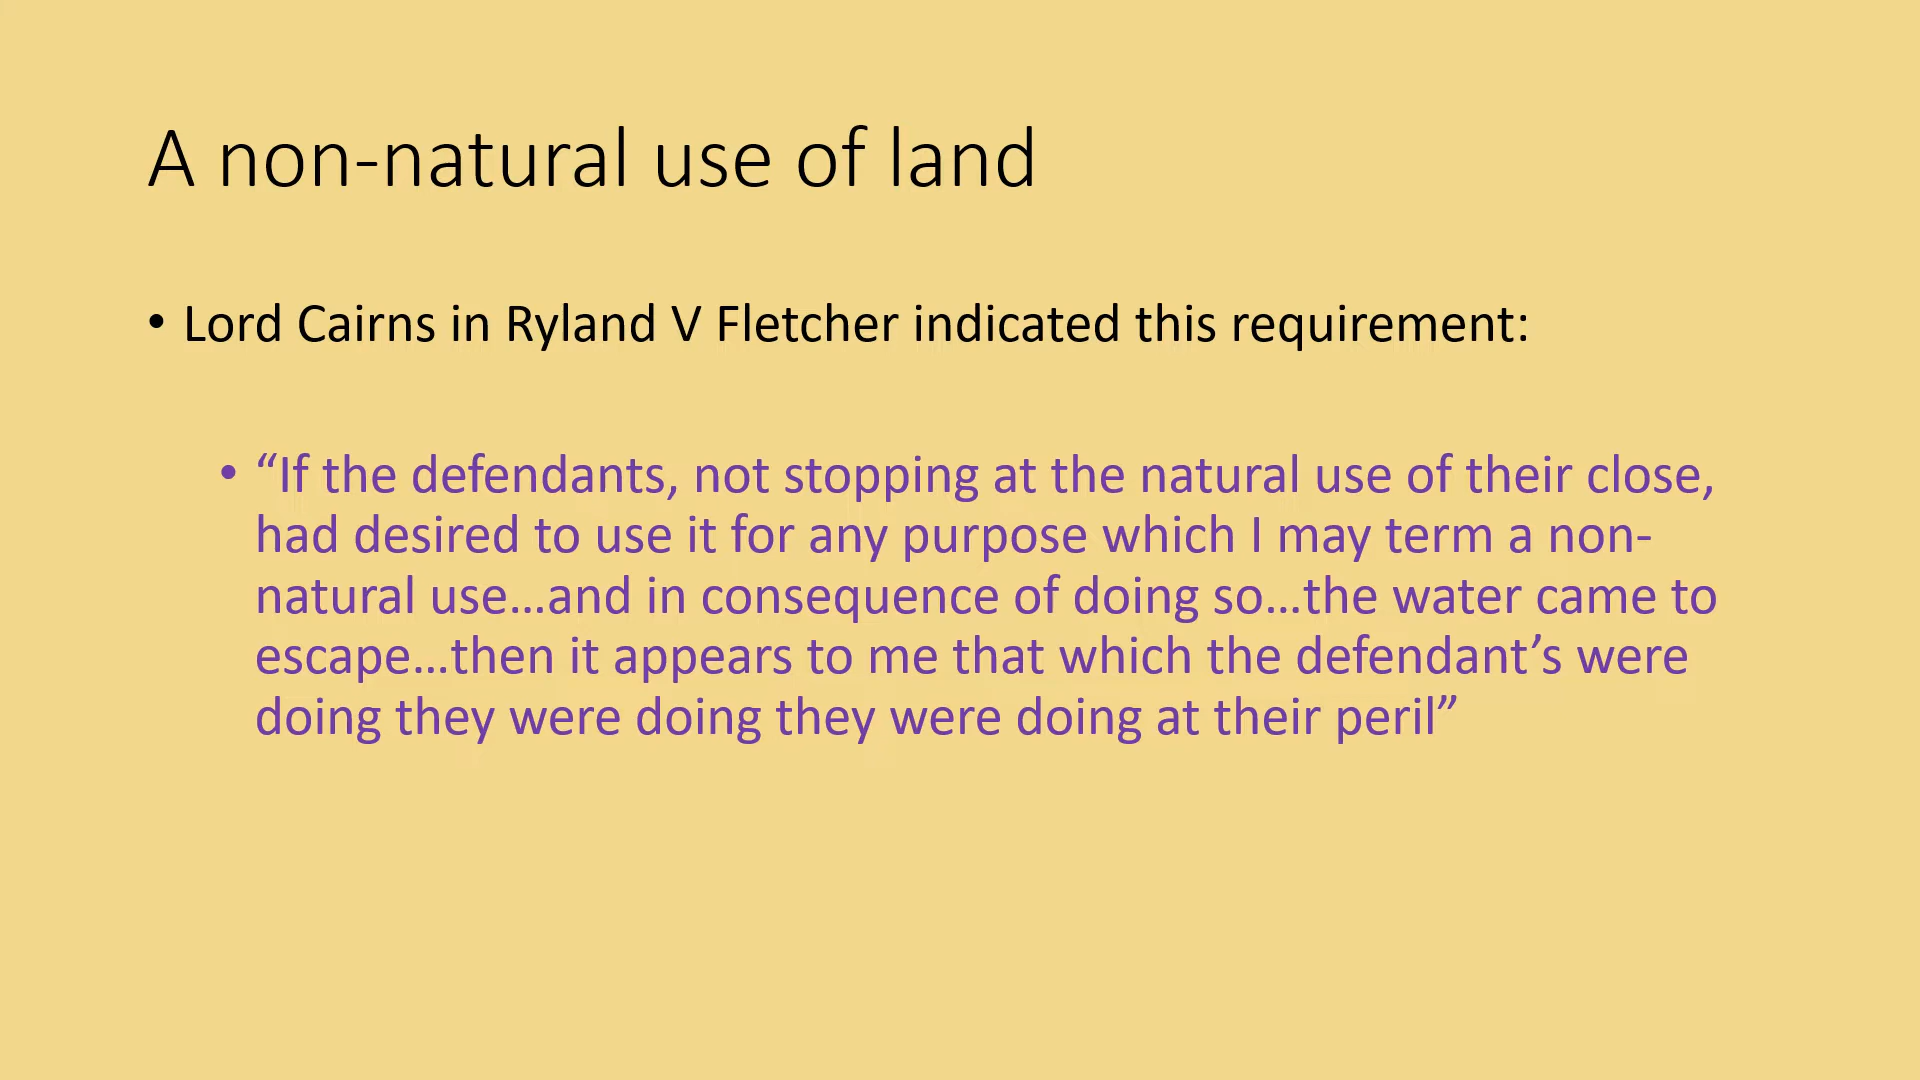 A non-natural use of land
• Lord Cairns in Ryland V Fletcher indicated this requirement:
• “If the defendants, not stopping at the natural use of their close,
had desired to use it for any purpose which I may term a non-
natural use…and in consequence of doing so…the water came to
escape…then it appears to me that which the defendant’s were
doing they were doing they were doing at their peril”